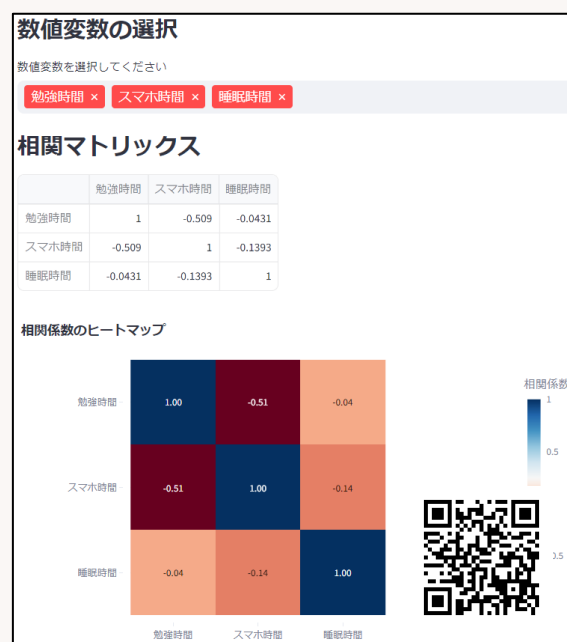 数値変数の選択
数値変数を選択してください
勉強時間 × スマホ時間 × 睡眠時間 ×
相関マトリックス
勉強時間 スマホ時間 睡眠時間
勉強時間 1 -0.509 -0.0431
スマホ時間 -0.509 1 -0.1393
睡眠時間 -0.0431 -0.1393 1
相関係数のヒートマップ
相関係数
勉強時間 1.00 -0.51 -0.04 1
0.5
スマホ時間 -0.51 1.00 -0.14
0.5
睡眠時間 -0.04 -0.14 1.00
勉強時間 スマホ時間 睡眠時間